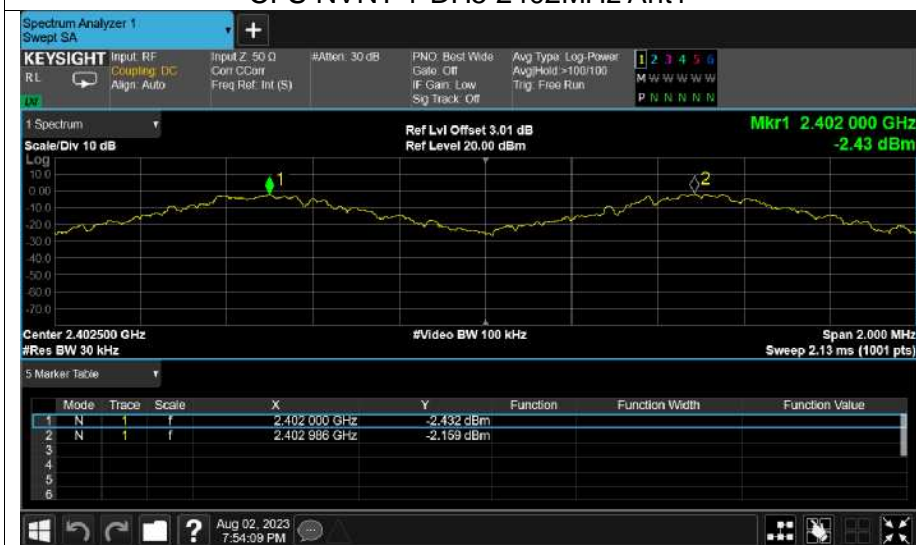 Spectrum Analyzer 1
Swept SA
+
KEYSIGHT Input: RF Input Z: 50 Ω #Atten: 30 dB PNO: Best Wide Avg Type: Log-Power 1 2 3 4 5 6
RL Coupling: DC Corr CCorr Gate: Off Avg|Hold:>100/100 M W W W W W
Align: Auto Freq Ref: Int (S) IF Gain: Low Trig: Free Run
Sig Track: Off P N N N N N
1 Spectrum
Ref Lvl Offset 3.01 dB Mkr1 2.402 000 GHz
Scale/Div 10 dB Ref Level 20.00 dBm -2.43 dBm
Log
10.0
0.00
-10.0
-20.0
-30.0
-40.0
-50.0
-60.0
-70.0
1
2
Center 2.402500 GHz #Video BW 100 kHz Span 2.000 MHz
#Res BW 30 kHz Sweep 2.13 ms (1001 pts)
5 Marker Table
Mode Trace Scale X Y Function Function Width Function Value
1 N 1 f 2.402 000 GHz -2.432 dBm
2 N 1 f 2.402 986 GHz -2.159 dBm
3
4
5
6
? Aug 02, 2023
7:54:09 PM